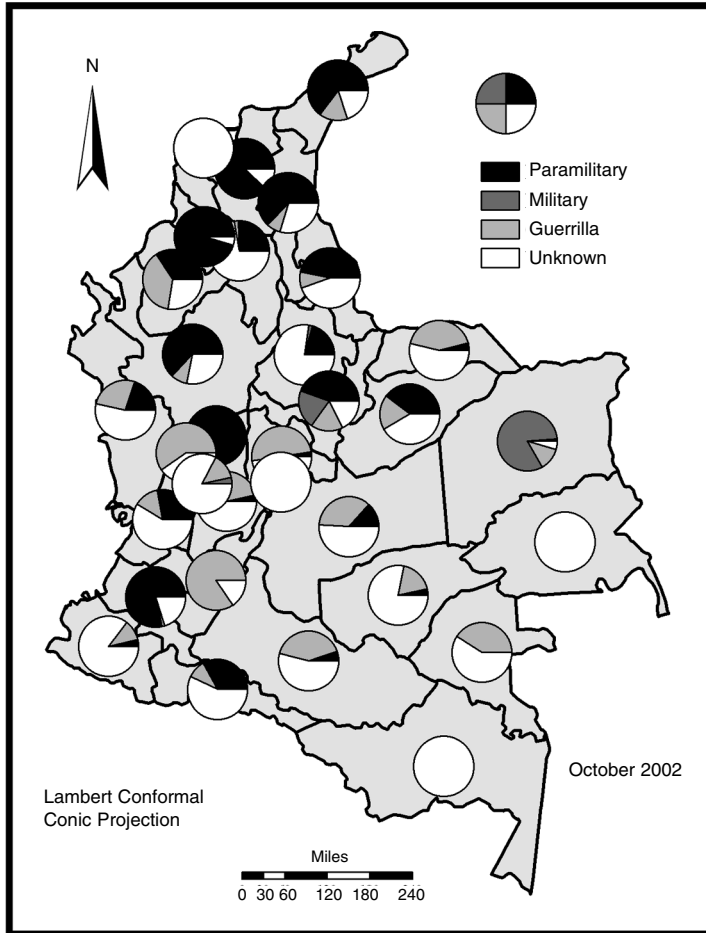 N
Paramilitary
Military
Guerrilla
Unknown
October 2002
Lambert Conformal
Conic Projection
Miles
0 30 60 120 180 240